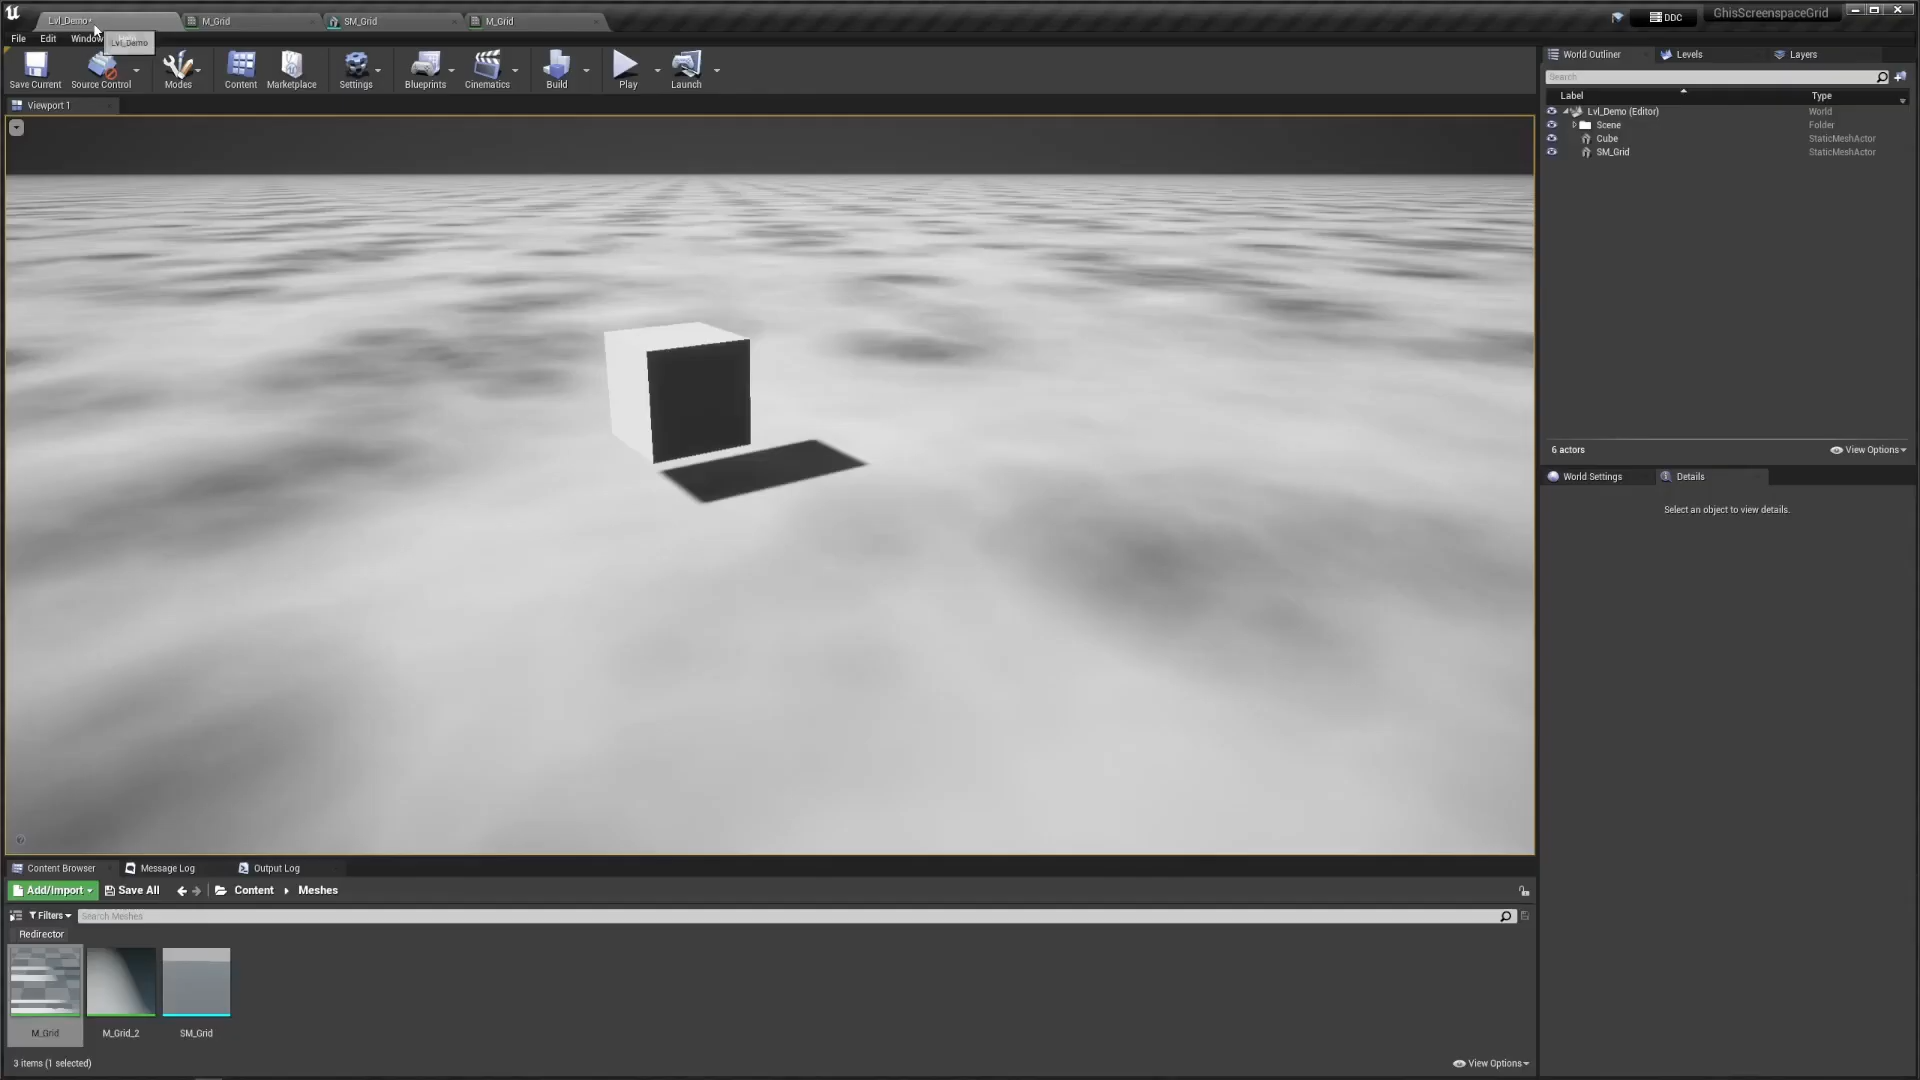 Lvl_Demo*
M_Grid
SM_Grid
M_Grid
DDC
GhisScreenspaceGrid
File
Edit
Window
Lvl_Demo
Save Current
Source Control
Modes
Content
Marketplace
Settings
Blueprints
Cinematics
Build
Play
Launch
Viewport 1
World Outliner
Levels
Layers
Search
Label
Type
Lvl_Demo (Editor)
World
Scene
Folder
Cube
StaticMeshActor
SM_Grid
StaticMeshActor
6 actors
View Options
World Settings
Details
Select an object to view details.
Content Browser
Message Log
Output Log
Add/Import
Save All
Content
Meshes
Filters
Search Meshes
Redirector
M_Grid
M_Grid_2
SM_Grid
3 items (1 selected)
View Options